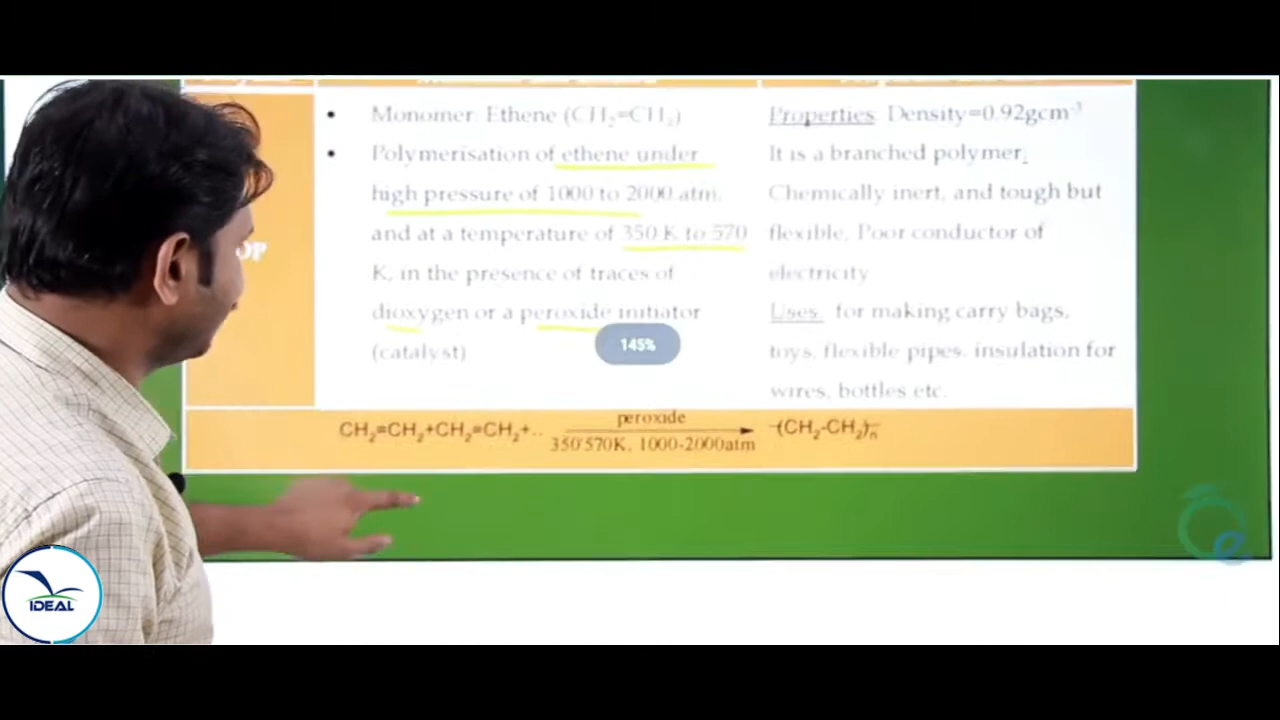 • Monomer: Ethene (CH₂=CH₂)
• Polymerisation of ethene under
high pressure of 1000 to 2000 atm,
and at a temperature of 350 K to 570
K, in the presence of traces of
dioxygen or a peroxide initiator
(catalyst)
Properties: Density=0.92gcm⁻³
It is a branched polymer.
Chemically inert, and tough but
flexible. Poor conductor of
electricity
Uses: for making carry bags,
toys, flexible pipes, insulation for
wires, bottles etc.
DP
145%
CH₂=CH₂+CH₂=CH₂+..
peroxide
350-570K, 1000-2000atm
-(CH₂-CH₂)ₙ
IDEAL
e